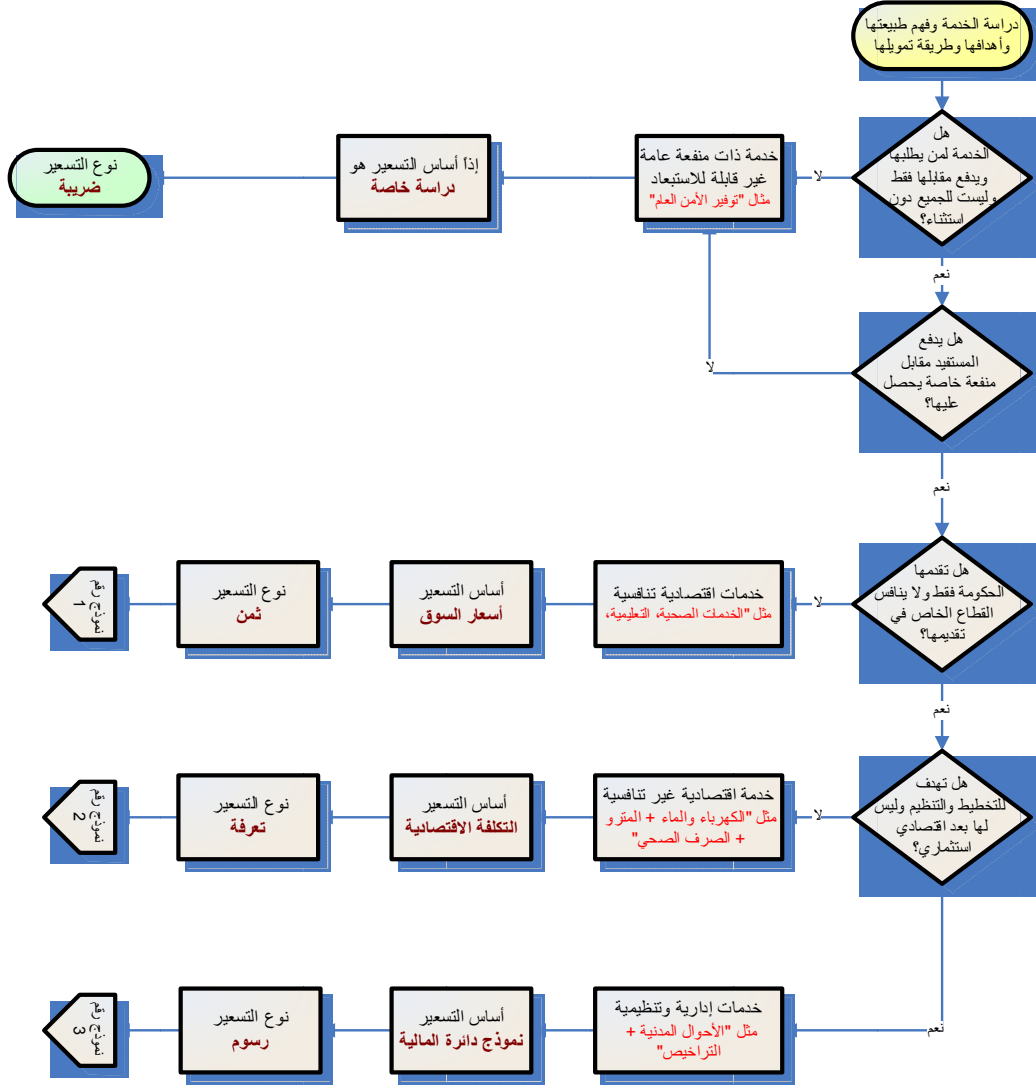 دراسة الخدمة وفهم طبيعتها
وأهدافها وطريقة تمويلها
هل
الخدمة لمن يطلبها
ويدفع مقابلها فقط
وليست للجميع دون
استثناء؟
لا
خدمة ذات منفعة عامة
غير قابلة للاستبعاد
مثال "توفير الأمن العام"
إذاً أساس التسعير هو
دراسة خاصة
نوع التسعير
ضريبة
نعم
هل يدفع
المستفيد مقابل
منفعة خاصة يحصل
عليها؟
لا
نعم
هل تقدمها
الحكومة فقط ولا ينافس
القطاع الخاص في
تقديمها؟
لا
خدمات اقتصادية تنافسية
مثل "الخدمات الصحية، التعليمية،
أساس التسعير
أسعار السوق
نوع التسعير
ثمن
نموذج رقم
1
نعم
هل تهدف
للتخطيط والتنظيم وليس
لها بعد اقتصادي
استثماري؟
لا
خدمة اقتصادية غير تنافسية
مثل "الكهرباء والماء + المترو
+ الصرف الصحي"
أساس التسعير
التكلفة الاقتصادية
نوع التسعير
تعرفة
نموذج رقم
2
نعم
خدمات إدارية وتنظيمية
مثل "الأحوال المدنية +
التراخيص"
أساس التسعير
نموذج دائرة المالية
نوع التسعير
رسوم
نموذج رقم
3